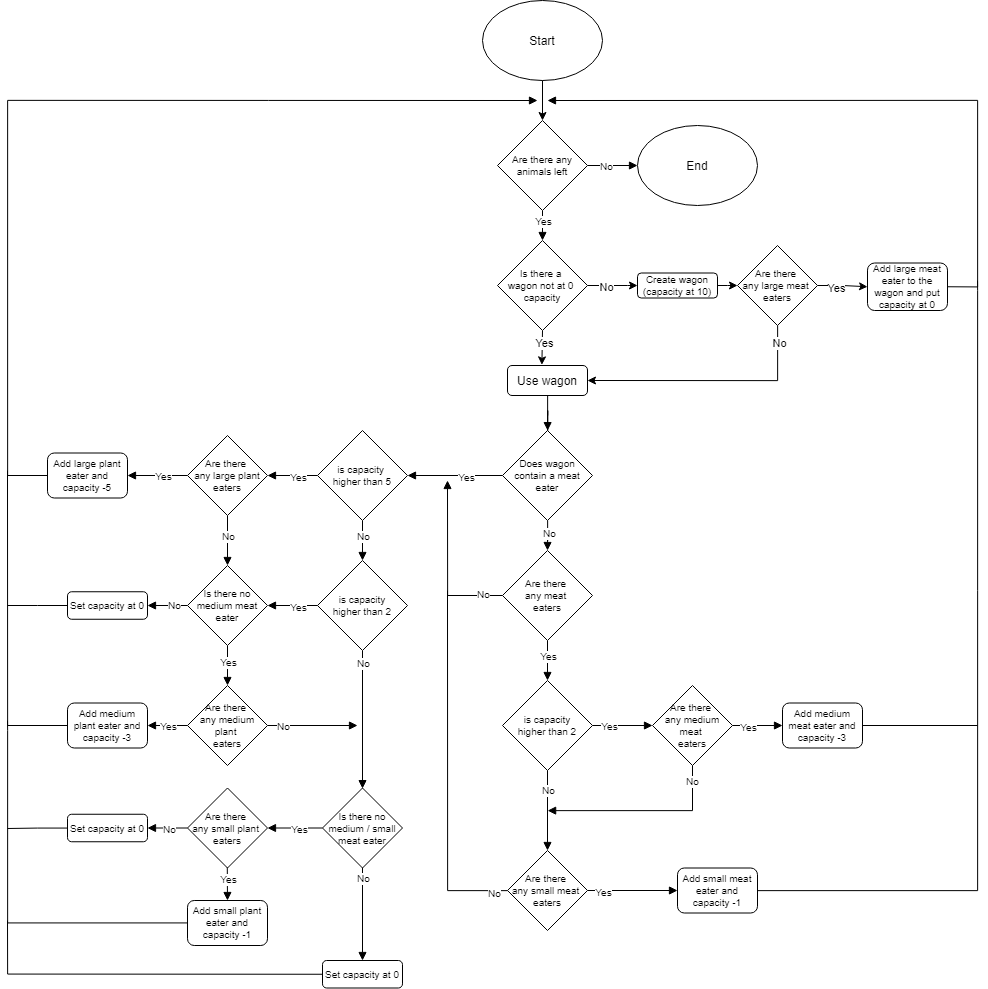 Start
Are there any
animals left
No
End
Yes
Is there a
wagon not at 0
capacity
No
Create wagon
(capacity at 10)
Are there
any large meat
eaters
Yes
Add large meat
eater to the
wagon and put
capacity at 0
Yes
No
Use wagon
Add large plant
eater and
capacity -5
Yes
Are there
any large plant
eaters
Yes
is capacity
higher than 5
Yes
Does wagon
contain a meat
eater
No
No
No
Set capacity at 0
No
Is there no
medium meat
eater
Yes
is capacity
higher than 2
No
Are there
any meat
eaters
Yes
No
Yes
Add medium
plant eater and
capacity -3
Yes
Are there
any medium
plant
eaters
No
is capacity
higher than 2
Yes
Are there
any medium
meat
eaters
Yes
Add medium
meat eater and
capacity -3
No
No
Set capacity at 0
No
Are there
any small plant
eaters
Yes
Is there no
medium / small
meat eater
Yes
No
No
Are there
any small meat
eaters
Yes
Add small meat
eater and
capacity -1
Add small plant
eater and
capacity -1
Set capacity at 0